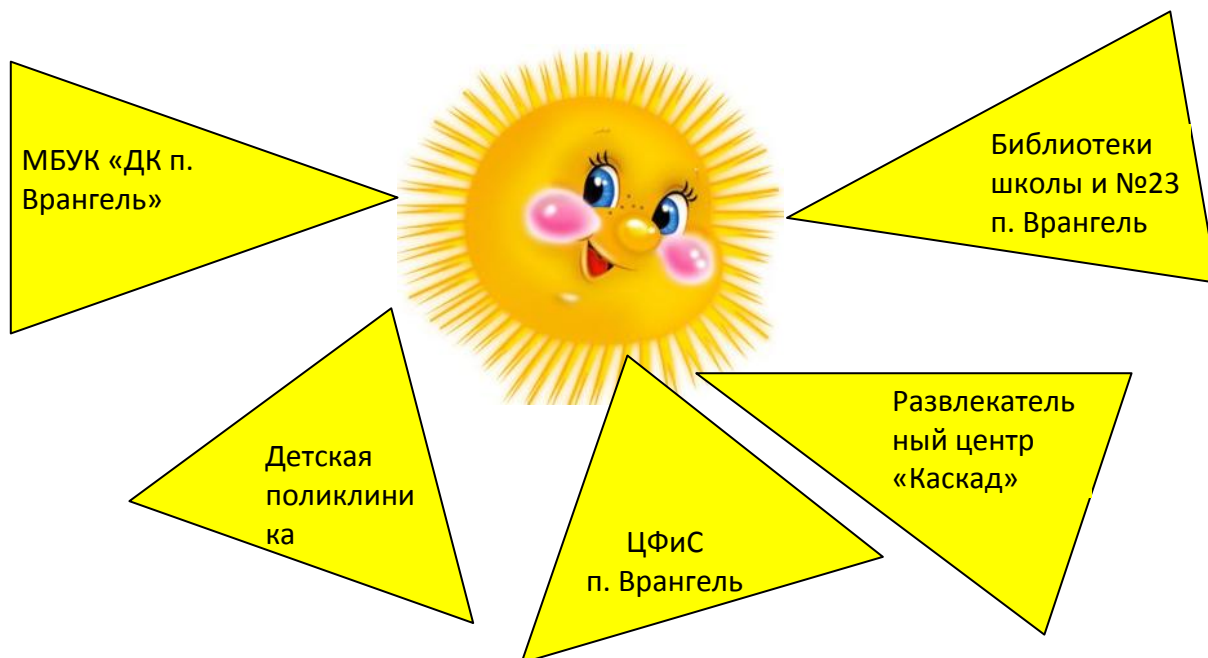 МБУК «ДК п.
Врангель»
Библиотеки
школы и №23
п. Врангель
Детская
поликлини
ка
ЦФиС
п. Врангель
Развлекатель
ный центр
«Каскад»